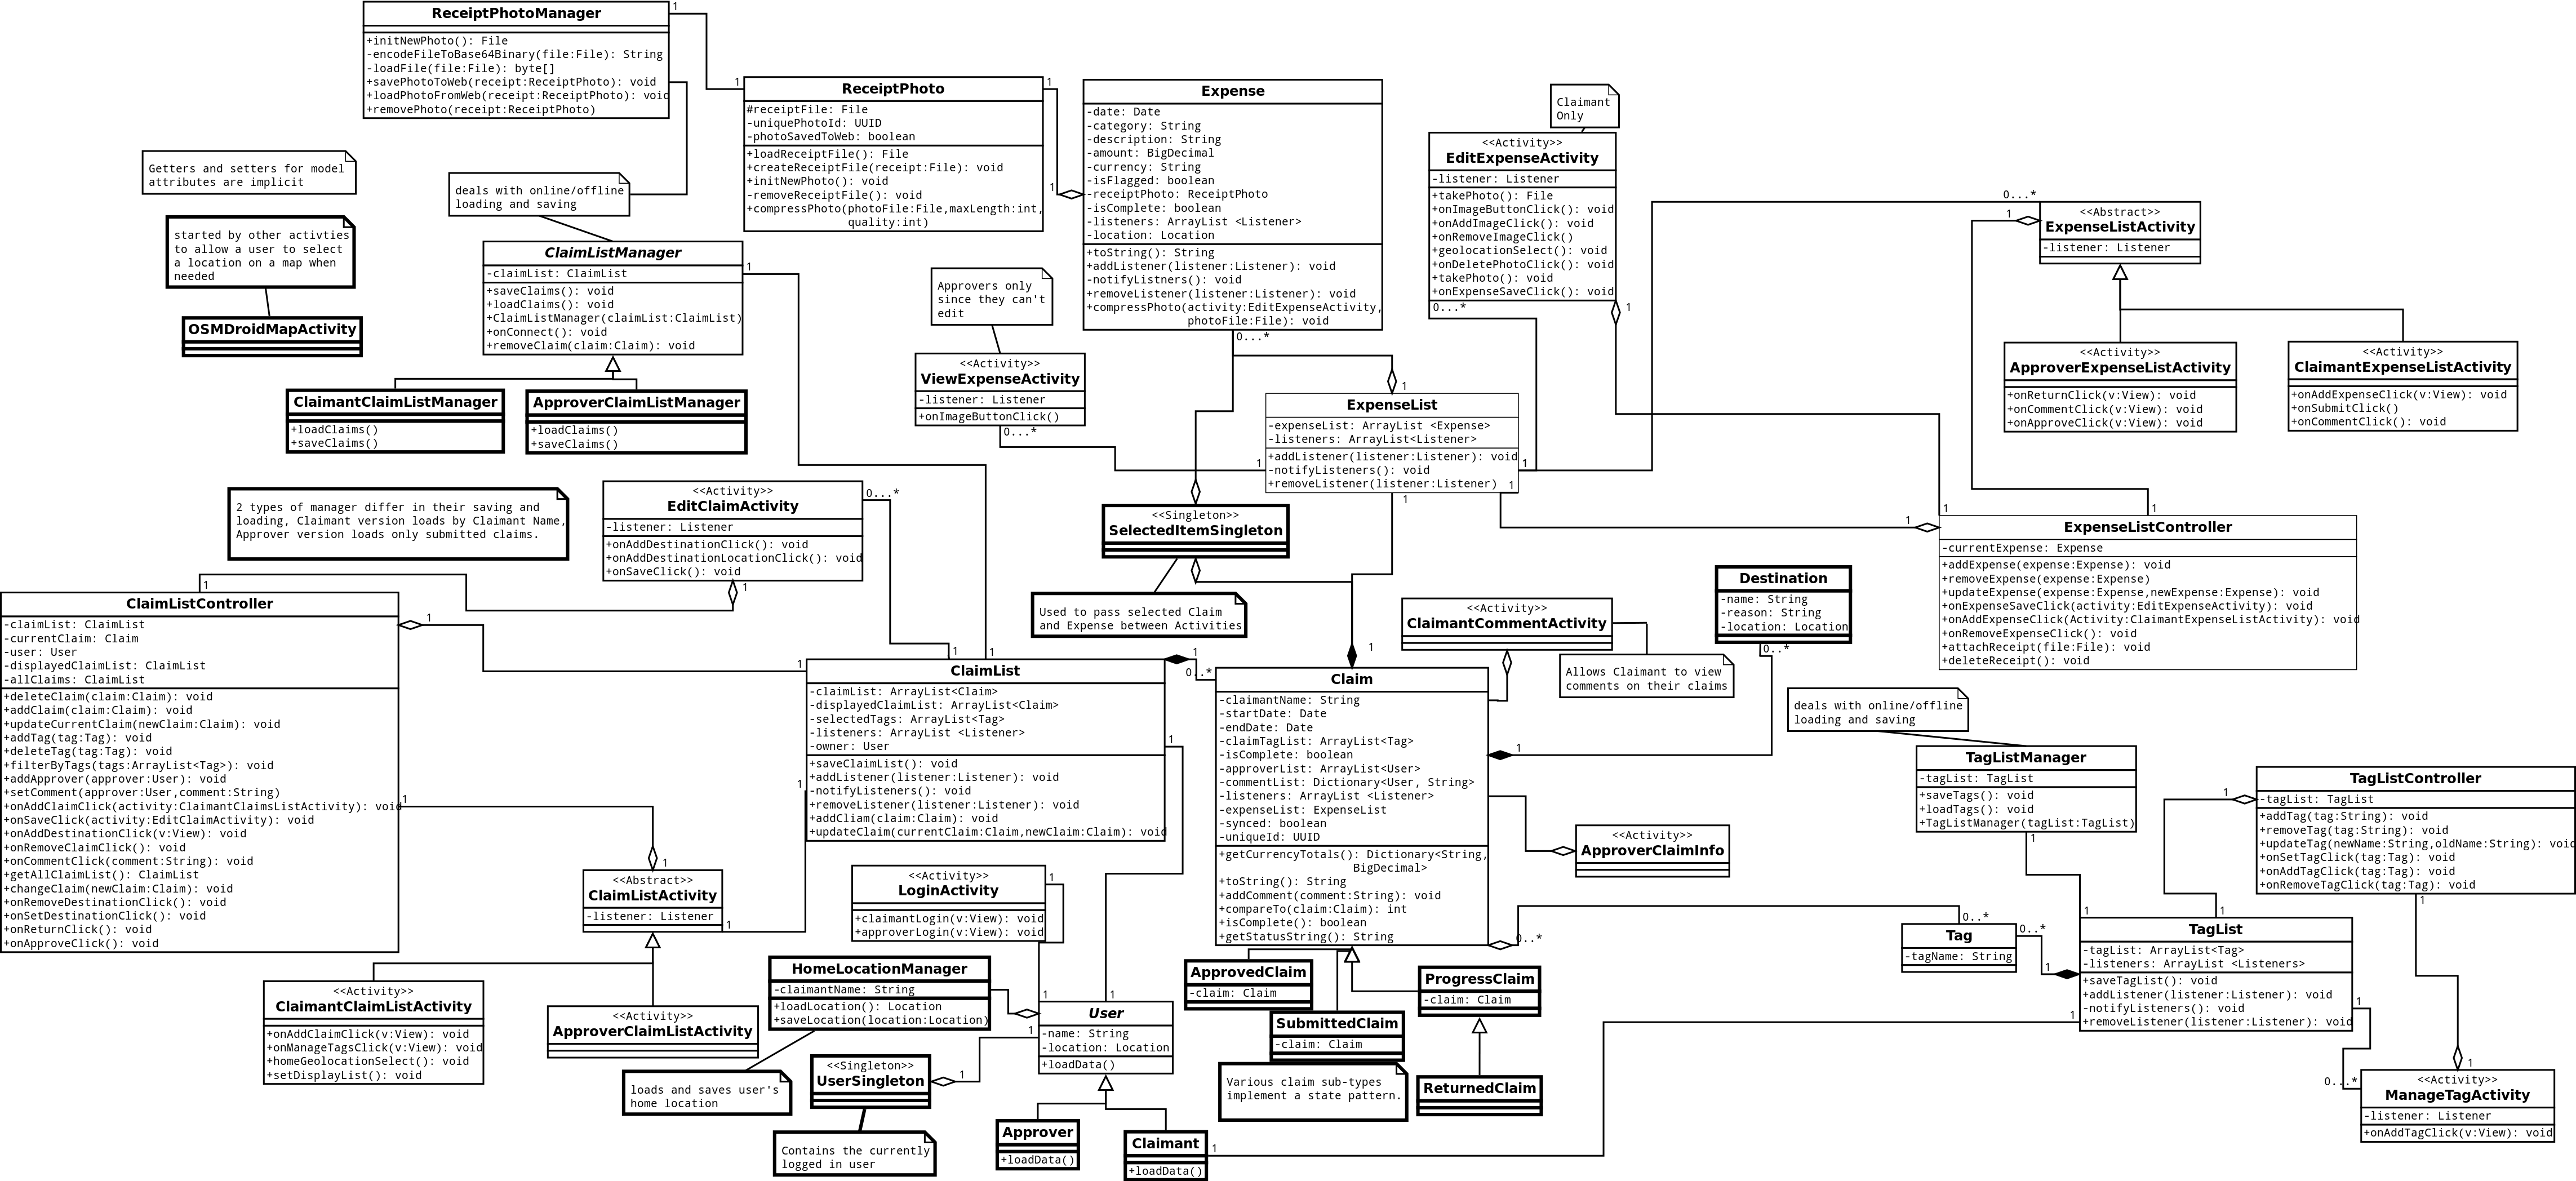 ReceiptPhotoManager
+initNewPhoto(): File
-encodeFileToBase64Binary(file:File): String
-loadFile(file:File): byte[]
+savePhotoToWeb(receipt:ReceiptPhoto): void
+loadPhotoFromWeb(receipt:ReceiptPhoto): void
+removePhoto(receipt:ReceiptPhoto)
1
1
ReceiptPhoto
#receiptFile: File
-uniquePhotoId: UUID
-photoSavedToWeb: boolean
+loadReceiptFile(): File
+createReceiptFile(receipt:File): void
+initNewPhoto(): void
-removeReceiptFile(): void
+compressPhoto(photoFile:File,maxLength:int,
quality:int)
1
1
Expense
-date: Date
-category: String
-description: String
-amount: BigDecimal
-currency: String
-isFlagged: boolean
-receiptPhoto: ReceiptPhoto
-isComplete: boolean
-listeners: ArrayList <Listener>
-location: Location
+toString(): String
+addListener(listener:Listener): void
-notifyListners(): void
+removeListener(listener:Listener): void
+compressPhoto(activity:EditExpenseActivity,
photoFile:File): void
0...*
Claimant
Only
<<Activity>>
EditExpenseActivity
-listener: Listener
+takePhoto(): File
+onImageButtonClick(): void
+onAddImageClick(): void
+onRemoveImageClick()
+geolocationSelect(): void
+onDeletePhotoClick(): void
+takePhoto(): void
+onExpenseSaveClick(): void
0...*
1
0...*
1
<<Abstract>>
ExpenseListActivity
-listener: Listener
<<Activity>>
ApproverExpenseListActivity
+onReturnClick(v:View): void
+onCommentClick(v:View): void
+onApproveClick(v:View): void
<<Activity>>
ClaimantExpenseListActivity
+onAddExpenseClick(v:View): void
+onSubmitClick()
+onCommentClick(): void
Getters and setters for model
attributes are implicit
deals with online/offline
loading and saving
started by other activties
to allow a user to select
a location on a map when
needed
OSMDroidMapActivity
ClaimListManager
-claimList: ClaimList
+saveClaims(): void
+loadClaims(): void
+ClaimListManager(claimList:ClaimList)
+onConnect(): void
+removeClaim(claim:Claim): void
1
ClaimantClaimListManager
+loadClaims()
+saveClaims()
ApproverClaimListManager
+loadClaims()
+saveClaims()
Approvers only
since they can't
edit
<<Activity>>
ViewExpenseActivity
-listener: Listener
+onImageButtonClick()
0...*
1
ExpenseList
-expenseList: ArrayList <Expense>
-listeners: ArrayList<Listener>
+addListener(listener:Listener): void
-notifyListeners(): void
+removeListener(listener:Listener)
1
1
1
1
2 types of manager differ in their saving and
loading, Claimant version loads by Claimant Name,
Approver version loads only submitted claims.
<<Activity>>
EditClaimActivity
-listener: Listener
+onAddDestinationClick(): void
+onAddDestinationLocationClick(): void
+onSaveClick(): void
0...*
1
<<Singleton>>
SelectedItemSingleton
Used to pass selected Claim
and Expense between Activities
1
1
1
ExpenseListController
-currentExpense: Expense
+addExpense(expense:Expense): void
+removeExpense(expense:Expense)
+updateExpense(expense:Expense,newExpense:Expense): void
+onExpenseSaveClick(activity:EditExpenseActivity): void
+onAddExpenseClick(Activity:ClaimantExpenseListActivity): void
+onRemoveExpenseClick(): void
+attachReceipt(file:File): void
+deleteReceipt(): void
1
ClaimListController
-claimList: ClaimList
-currentClaim: Claim
-user: User
-displayedClaimList: ClaimList
-allClaims: ClaimList
+deleteClaim(claim:Claim): void
+addClaim(claim:Claim): void
+updateCurrentClaim(newClaim:Claim): void
+addTag(tag:Tag): void
+deleteTag(tag:Tag): void
+filterByTags(tags:ArrayList<Tag>): void
+addApprover(approver:User): void
+setComment(approver:User,comment:String)
+onAddClaimClick(activity:ClaimantClaimsListActivity): void
+onSaveClick(activity:EditClaimActivity): void
+onAddDestinationClick(v:View): void
+onRemoveClaimClick(): void
+onCommentClick(comment:String): void
+getAllClaimList(): ClaimList
+changeClaim(newClaim:Claim): void
+onRemoveDestinationClick(): void
+onSetDestinationClick(): void
+onReturnClick(): void
+onApproveClick(): void
1
1
1
1
1
1
ClaimList
-claimList: ArrayList<Claim>
-displayedClaimList: ArrayList<Claim>
-selectedTags: ArrayList<Tag>
-listeners: ArrayList <Listener>
-owner: User
+saveClaimList(): void
+addListener(listener:Listener): void
-notifyListeners(): void
+removeListener(listener:Listener): void
+addCliam(claim:Claim): void
+updateClaim(currentClaim:Claim,newClaim:Claim): void
1
0..*
1
1
Claim
-claimantName: String
-startDate: Date
-endDate: Date
-claimTagList: ArrayList<Tag>
-isComplete: boolean
-approverList: ArrayList<User>
-commentList: Dictionary<User, String>
-listeners: ArrayList <Listener>
-expenseList: ExpenseList
-synced: boolean
-uniqueId: UUID
+getCurrencyTotals(): Dictionary<String,
BigDecimal>
+toString(): String
+addComment(comment:String): void
+compareTo(claim:Claim): int
+isComplete(): boolean
+getStatusString(): String
1
0..*
<<Activity>>
ClaimantCommentActivity
Allows Claimant to view
comments on their claims
Destination
-name: String
-reason: String
-location: Location
0..*
<<Activity>>
ApproverClaimInfo
deals with online/offline
loading and saving
TagListManager
-tagList: TagList
+saveTags(): void
+loadTags(): void
+TagListManager(tagList:TagList)
1
TagListController
-tagList: TagList
+addTag(tag:String): void
+removeTag(tag:String): void
+updateTag(newName:String,oldName:String): void
+onSetTagClick(tag:Tag): void
+onAddTagClick(tag:Tag): void
+onRemoveTagClick(tag:Tag): void
1
1
1
1
<<Abstract>>
ClaimListActivity
-listener: Listener
1
<<Activity>>
ClaimantClaimListActivity
+onAddClaimClick(v:View): void
+onManageTagsClick(v:View): void
+homeGeolocationSelect(): void
+setDisplayList(): void
<<Activity>>
ApproverClaimListActivity
<<Activity>>
LoginActivity
+claimantLogin(v:View): void
+approverLogin(v:View): void
1
HomeLocationManager
-claimantName: String
+loadLocation(): Location
+saveLocation(location:Location)
loads and saves user's
home location
<<Singleton>>
UserSingleton
1
Contains the currently
logged in user
1
1
1
User
-name: String
-location: Location
+loadData()
Approver
+loadData()
Claimant
+loadData()
1
ApprovedClaim
-claim: Claim
SubmittedClaim
-claim: Claim
Various claim sub-types
implement a state pattern.
ProgressClaim
-claim: Claim
ReturnedClaim
0..*
Tag
-tagName: String
0..*
1
1
1
TagList
-tagList: ArrayList<Tag>
-listeners: ArrayList <Listeners>
+saveTagList(): void
+addListener(listener:Listener): void
-notifyListeners(): void
+removeListener(listener:Listener): void
1
0...*
1
<<Activity>>
ManageTagActivity
-listener: Listener
+onAddTagClick(v:View): void